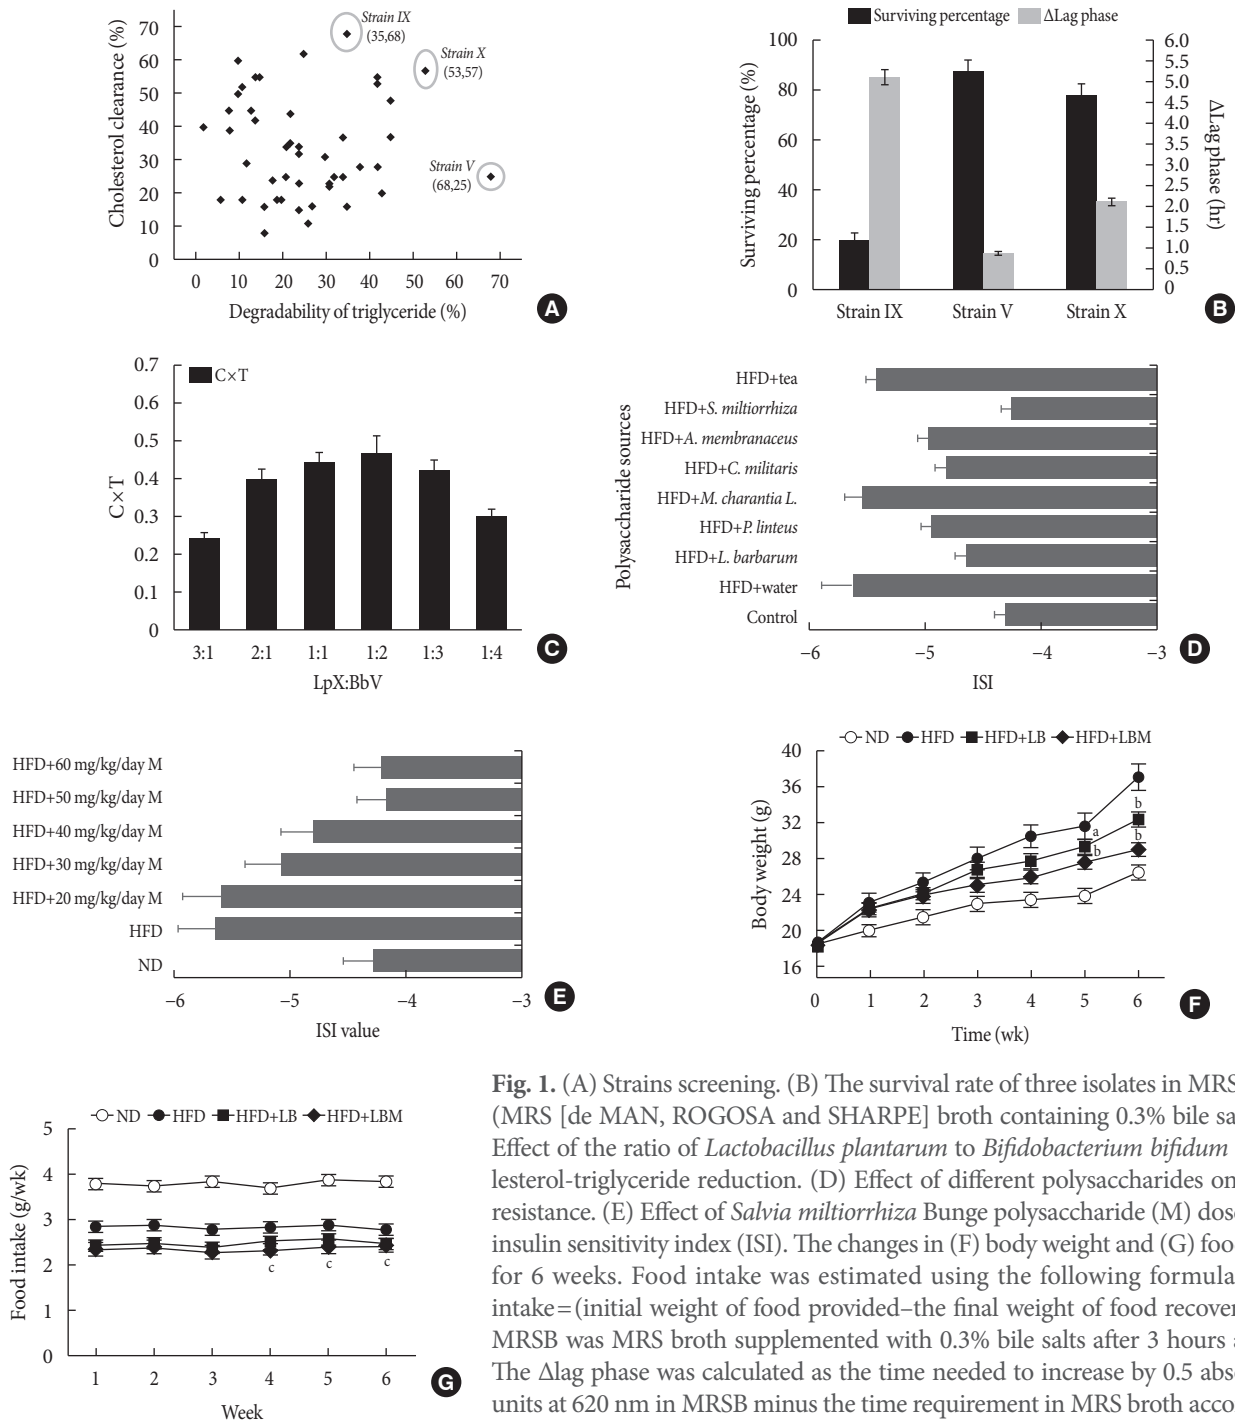 Cholesterol clearance (%)
70
60
50
40
30
20
10
0
Strain IX
(35,68)
Strain X
(53,57)
Strain V
(68,25)
0 10 20 30 40 50 60 70
Degradability of triglyceride (%)
A
Surviving percentage ΔLag phase
Surviving percentage (%)
100
80
60
40
20
0
6.0
5.5
5.0
4.5
4.0
3.5
3.0
2.5
2.0
1.5
1.0
0.5
0
ΔLag phase (hr)
Strain IX Strain V Strain X
B
C×T
C×T
0.7
0.6
0.5
0.4
0.3
0.2
0.1
0
3:1 2:1 1:1 1:2 1:3 1:4
LpX:BbV
C
Polysaccharide sources
HFD+tea
HFD+S. miltiorrhiza
HFD+A. membranaceus
HFD+C. militaris
HFD+M. charantia L.
HFD+P. linteus
HFD+L. barbarum
HFD+water
Control
−6 −5 −4 −3
ISI
D
HFD+60 mg/kg/day M
HFD+50 mg/kg/day M
HFD+40 mg/kg/day M
HFD+30 mg/kg/day M
HFD+20 mg/kg/day M
HFD
ND
−6 −5 −4 −3
ISI value
E
ND HFD HFD+LB HFD+LBM
Body weight (g)
40
36
32
28
24
20
16
a
b
b
b
0 1 2 3 4 5 6
Time (wk)
F
ND HFD HFD+LB HFD+LBM
Food intake (g/wk)
5
4
3
2
1
0
c c c
1 2 3 4 5 6
Week
G
Fig. 1. (A) Strains screening. (B) The survival rate of three isolates in MRS
(MRS [de MAN, ROGOSA and SHARPE] broth containing 0.3% bile sa
Effect of the ratio of Lactobacillus plantarum to Bifidobacterium bifidum
lesterol-triglyceride reduction. (D) Effect of different polysaccharides on
resistance. (E) Effect of Salvia miltiorrhiza Bunge polysaccharide (M) dose
insulin sensitivity index (ISI). The changes in (F) body weight and (G) food
for 6 weeks. Food intake was estimated using the following formula
intake=(initial weight of food provided–the final weight of food recover
MRSB was MRS broth supplemented with 0.3% bile salts after 3 hours a
The Δlag phase was calculated as the time needed to increase by 0.5 abso
units at 620 nm in MRSB minus the time requirement in MRS broth acco